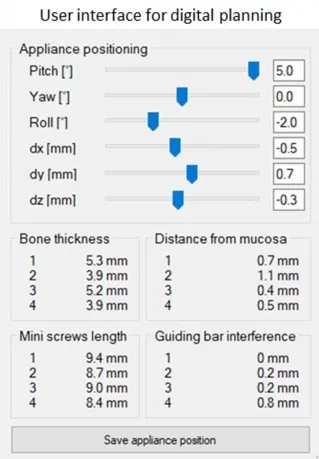 User interface for digital planning
Appliance positioning
Pitch [°] 5.0
Yaw [°] 0.0
Roll [°] -2.0
dx [mm] -0.5
dy [mm] 0.7
dz [mm] -0.3
Bone thickness
1 5.3 mm
2 3.9 mm
3 5.2 mm
4 3.9 mm
Distance from mucosa
1 0.7 mm
2 1.1 mm
3 0.4 mm
4 0.5 mm
Mini screws length
1 9.4 mm
2 8.7 mm
3 9.0 mm
4 8.4 mm
Guiding bar interference
1 0 mm
2 0.2 mm
3 0.2 mm
4 0.8 mm
Save appliance position